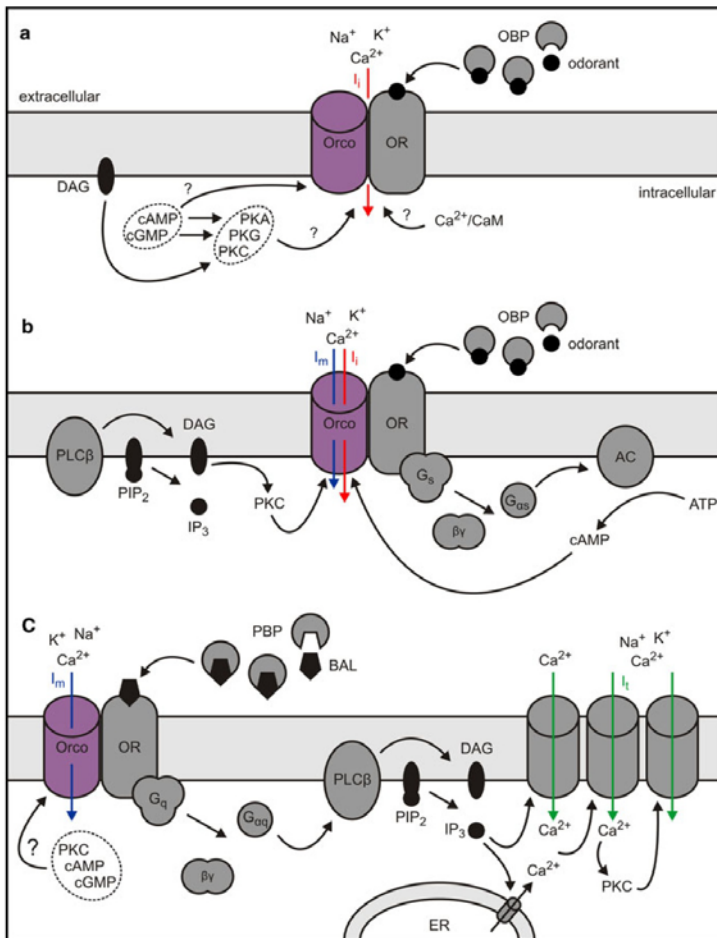 a
Na⁺ K⁺
Ca²⁺
Iᵢ
OBP
odorant
extracellular
Orco
OR
DAG
intracellular
?
cAMP
cGMP
PKA
PKG
PKC
?
?
Ca²⁺/CaM
b
Na⁺ K⁺
Ca²⁺
Iₘ Iᵢ
OBP
odorant
PLCβ
DAG
Orco
OR
PIP₂
IP₃
PKC
Gₛ
βγ
Gαs
AC
ATP
cAMP
C
K⁺ Na⁺
Ca²⁺
Iₘ
PBP
BAL
Ca²⁺
Na⁺ K⁺
Ca²⁺
Iₜ
Orco
OR
PLCβ
DAG
Gq
Gαq
PIP₂
IP₃
βγ
Ca²⁺
Ca²⁺
Ca²⁺
PKC
?
PKC
cAMP
cGMP
ER